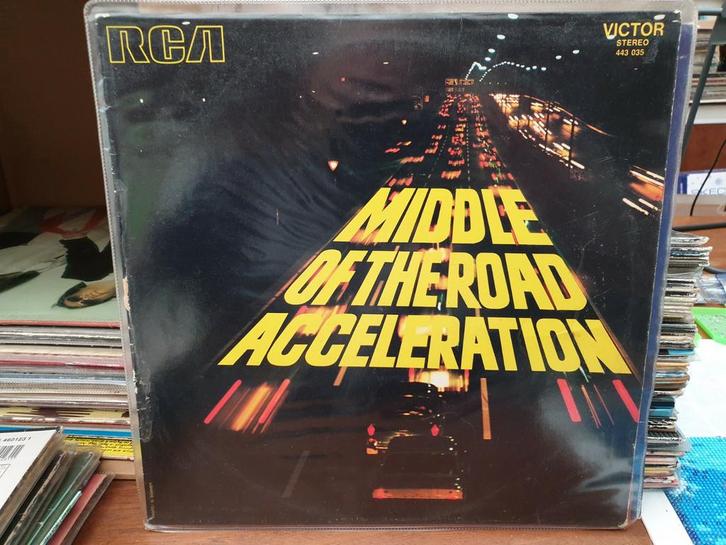 RCA
VICTOR
STEREO
443 035
MIDDLE
OF THE ROAD
ACCELERATION